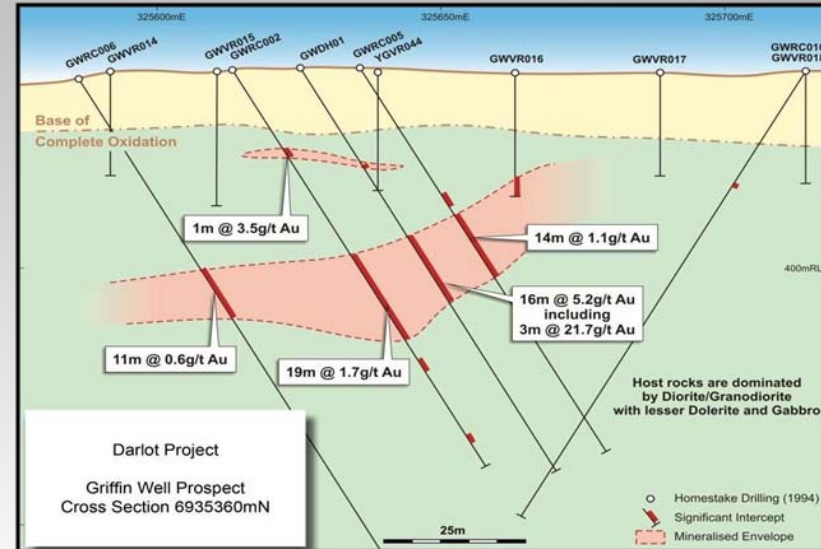 325600mE
325650mE
325700mE
GWRC006
GWVR014
GWVR015
GWRC002
GWDH01
GWRC005
YGVR044
GWVR016
GWVR017
GWVR018
Base of
Complete Oxidation
1m @ 3.5g/t Au
14m @ 1.1g/t Au
400mRL
16m @ 5.2g/t Au
including
3m @ 21.7g/t Au
11m @ 0.6g/t Au
19m @ 1.7g/t Au
Host rocks are dominated
by Diorite/Granodiorite
with lesser Dolerite and Gabbro
Darlot Project
Griffin Well Prospect
Cross Section 6935360mN
25m
Homestake Drilling (1994)
Significant Intercept
Mineralised Envelope